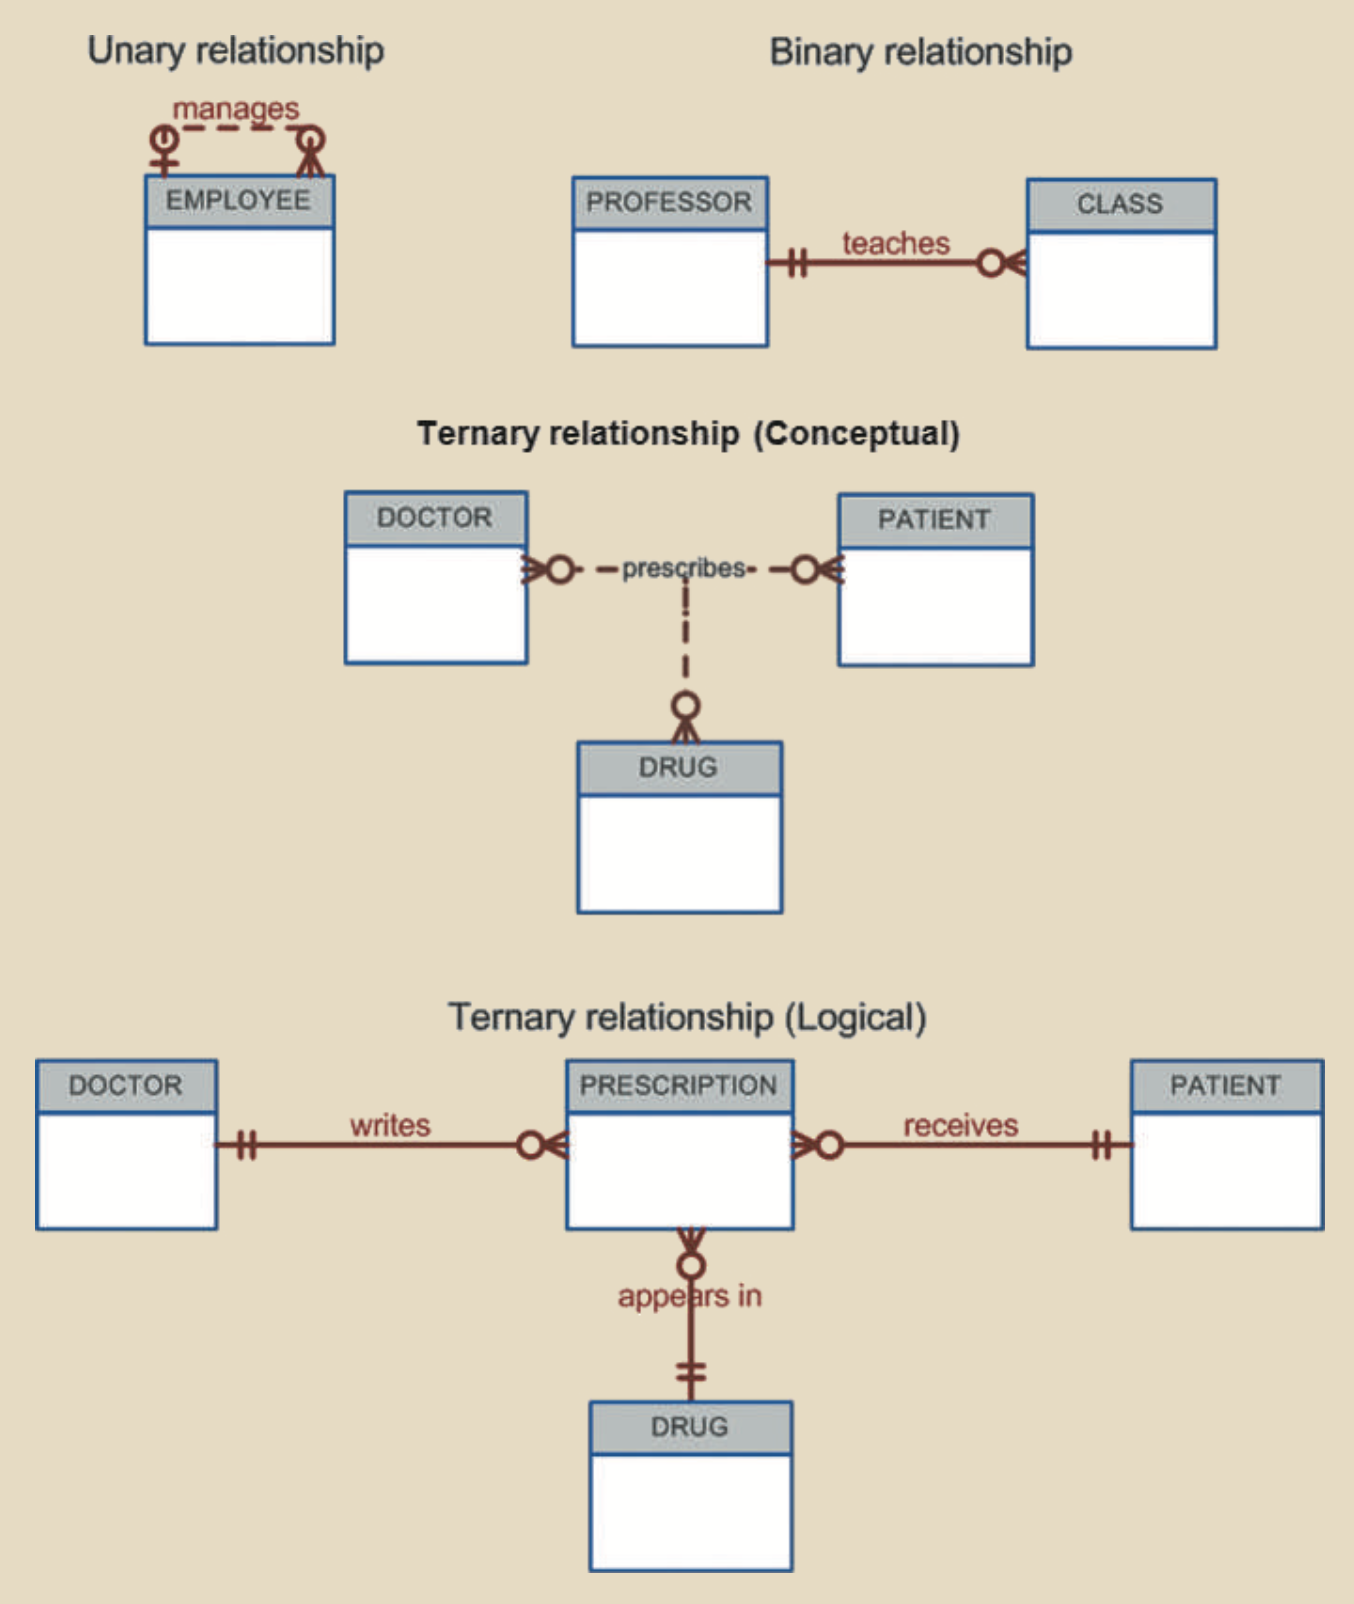 Unary relationship
Binary relationship
manages
EMPLOYEE
PROFESSOR
teaches
CLASS
Ternary relationship (Conceptual)
DOCTOR
prescribes
PATIENT
DRUG
Ternary relationship (Logical)
DOCTOR
writes
PRESCRIPTION
receives
PATIENT
appears in
DRUG